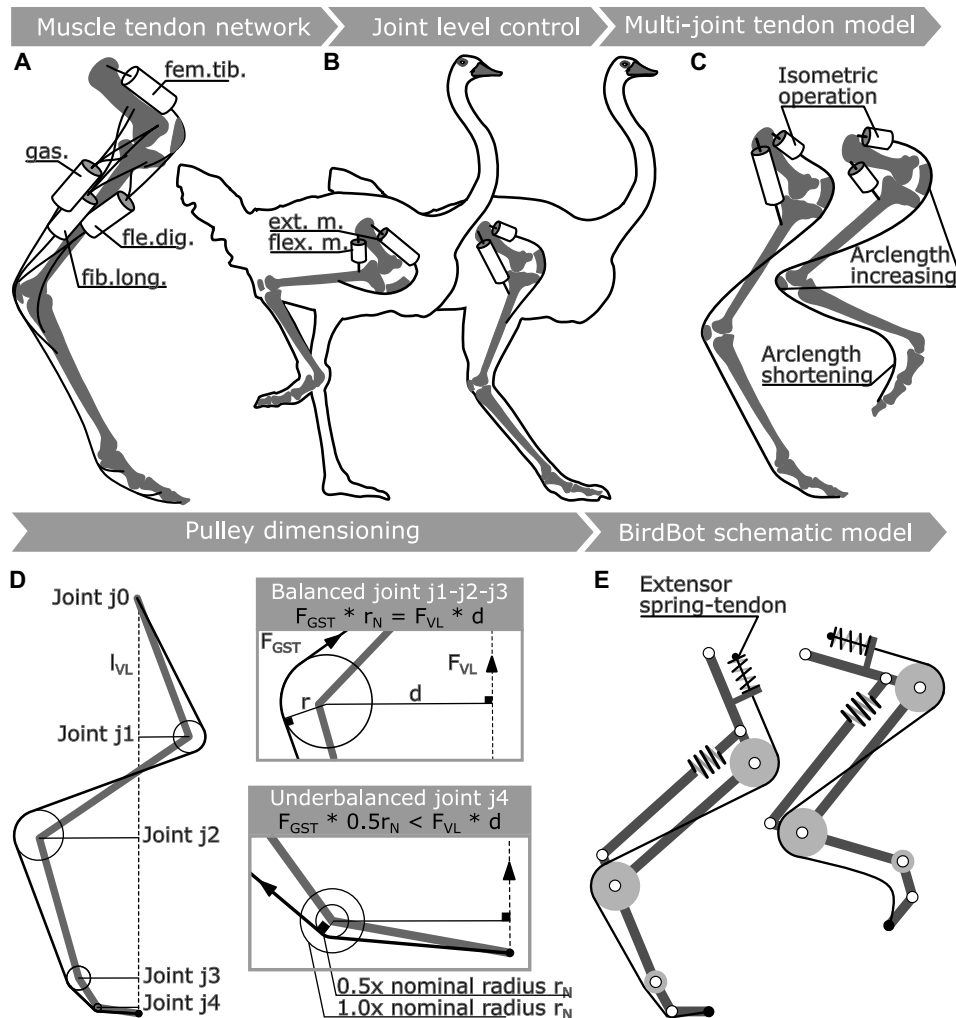 Muscle tendon network
Joint level control
Multi-joint tendon model
A
fem.tib.
gas.
fle.dig.
fib.long.
B
ext. m.
flex. m.
C
Isometric
operation
Arclength
increasing
Arclength
shortening
Pulley dimensioning
BirdBot schematic model
D
Joint j0
l_VL
Joint j1
Joint j2
Joint j3
Joint j4
Balanced joint j1-j2-j3
F_GST * r_N = F_VL * d
F_GST
F_VL
r
d
Underbalanced joint j4
F_GST * 0.5r_N < F_VL * d
0.5x nominal radius r_N
1.0x nominal radius r_N
E
Extensor
spring-tendon